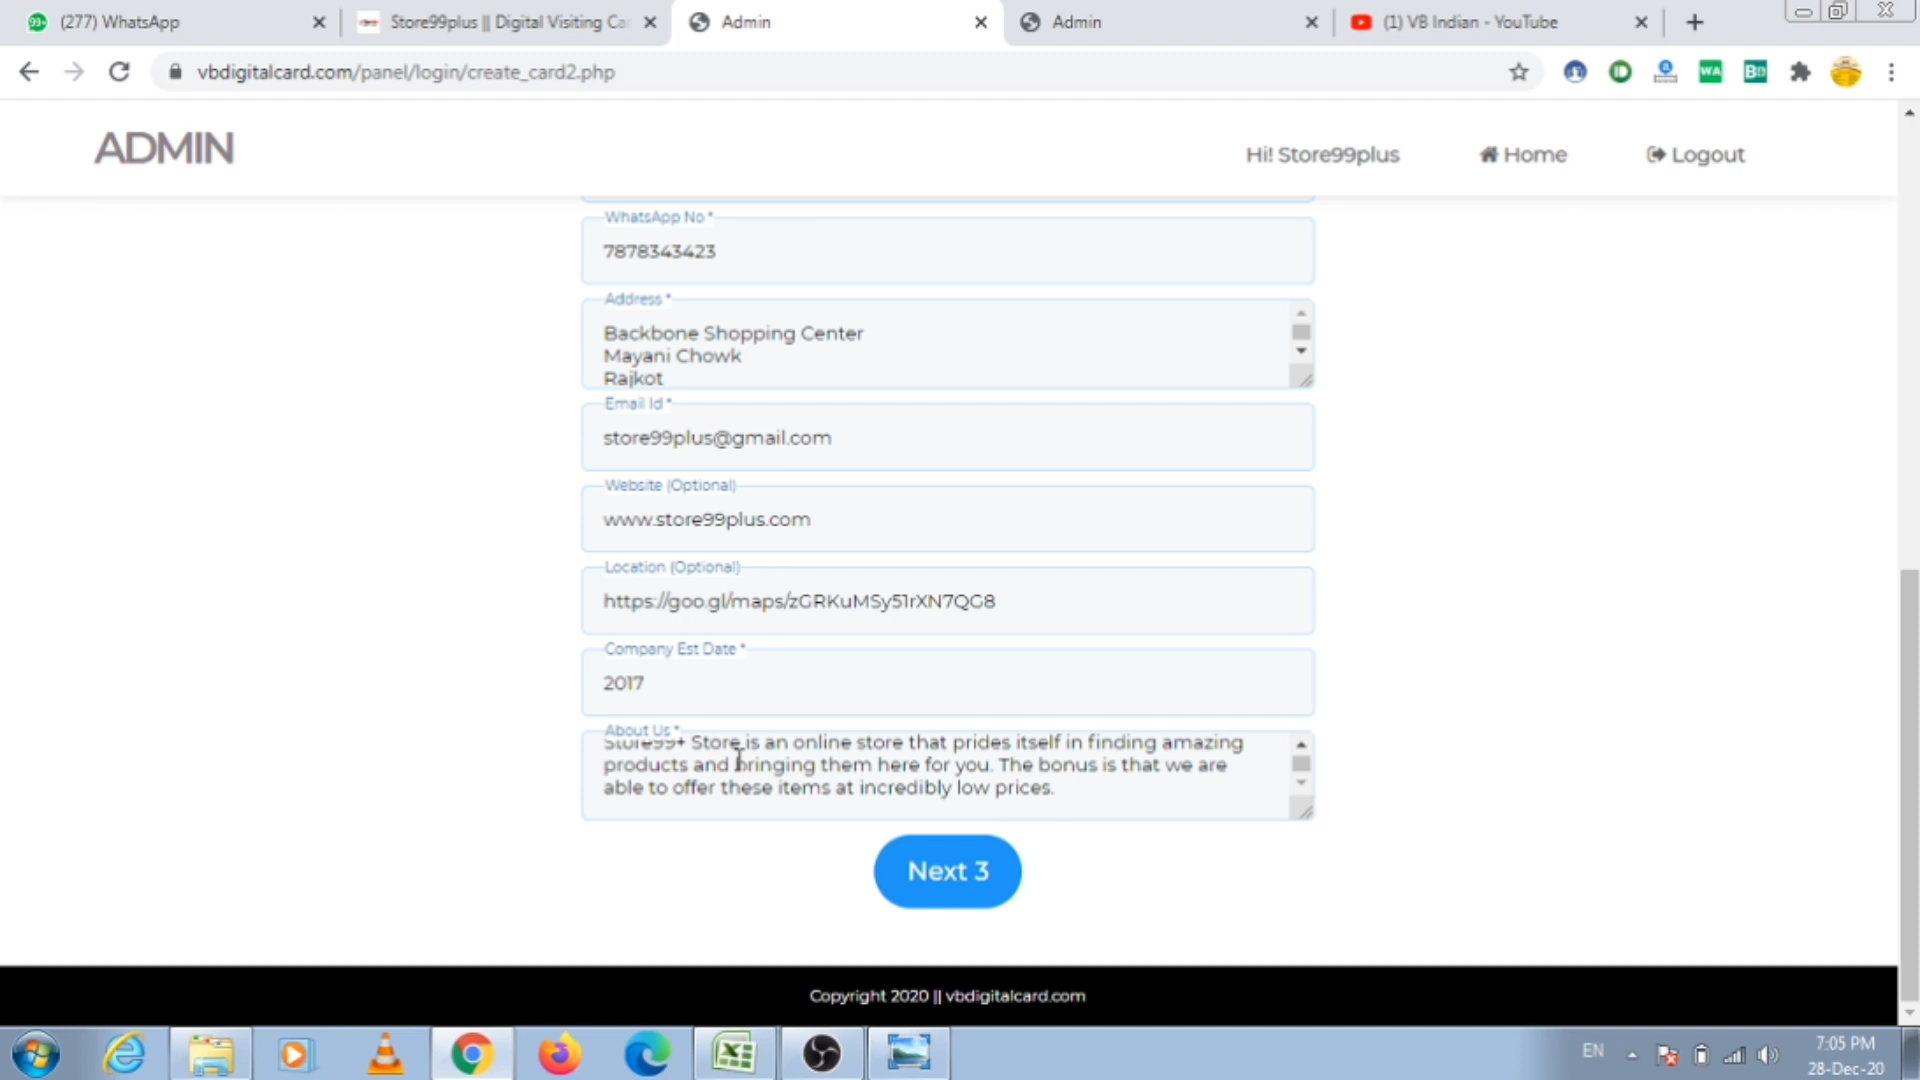 (277) WhatsApp
Store99plus || Digital Visiting Ca
Admin
Admin
(1) VB Indian - YouTube
vbdigitalcard.com/panel/login/create_card2.php
ADMIN
Hi! Store99plus
Home
Logout
WhatsApp No *
7878343423
Address *
Backbone Shopping Center
Mayani Chowk
Rajkot
Email Id *
store99plus@gmail.com
Website (Optional)
www.store99plus.com
Location (Optional)
https://goo.gl/maps/zGRKuMSy51rXN7QG8
Company Est Date *
2017
About Us *
Store99+ Store is an online store that prides itself in finding amazing
products and bringing them here for you. The bonus is that we are
able to offer these items at incredibly low prices.
Next 3
Copyright 2020 || vbdigitalcard.com
EN
7:05 PM
28-Dec-20